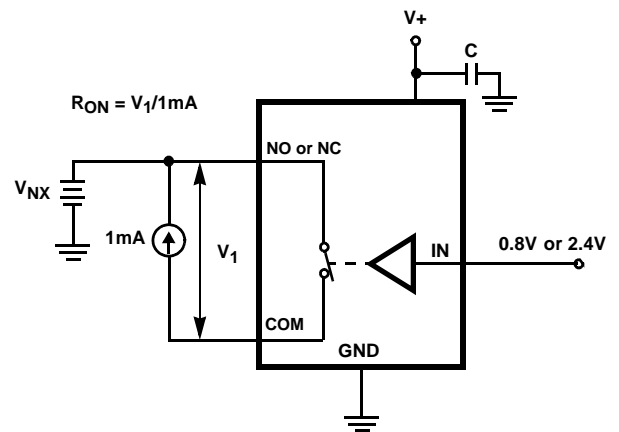 V+
C
RON = V1/1mA
NO or NC
VNX
1mA
V1
IN
0.8V or 2.4V
COM
GND